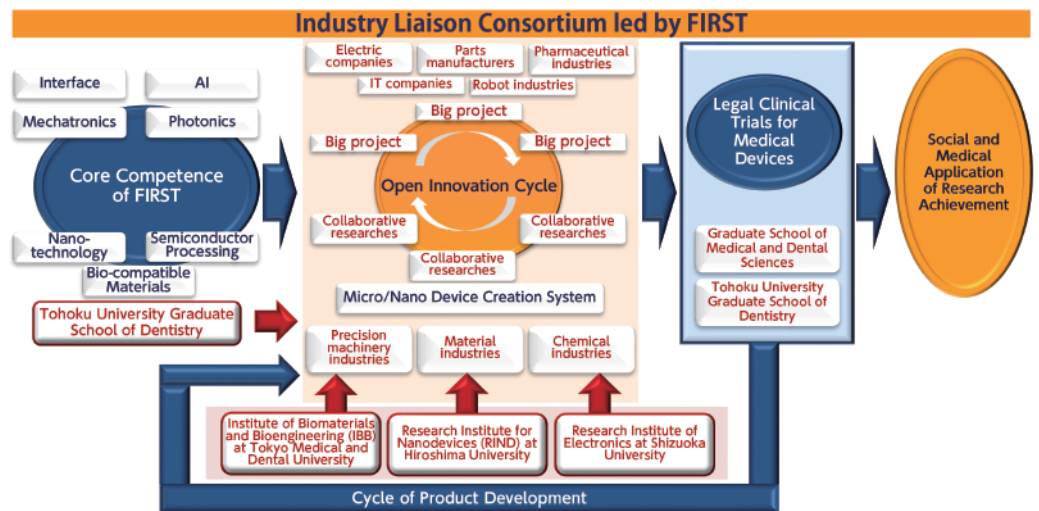 Industry Liaison Consortium led by FIRST
Interface
AI
Mechatronics
Photonics
Core Competence
of FIRST
Nano-
technology
Semiconductor
Processing
Bio-compatible
Materials
Tohoku University Graduate
School of Dentistry
Electric
companies
Parts
manufacturers
Pharmaceutical
industries
IT companies
Robot industries
Big project
Big project
Big project
Open Innovation Cycle
Collaborative
researches
Collaborative
researches
Collaborative
researches
Micro/Nano Device Creation System
Precision
machinery
industries
Material
industries
Chemical
industries
Institute of Biomaterials
and Bioengineering (IBB)
at Tokyo Medical and
Dental University
Research Institute for
Nanodevices (RIND) at
Hiroshima University
Research Institute of
Electronics at Shizuoka
University
Legal Clinical
Trials for
Medical
Devices
Graduate School of
Medical and Dental
Sciences
Tohoku University
Graduate School of
Dentistry
Social and
Medical
Application
of Research
Achievement
Cycle of Product Development